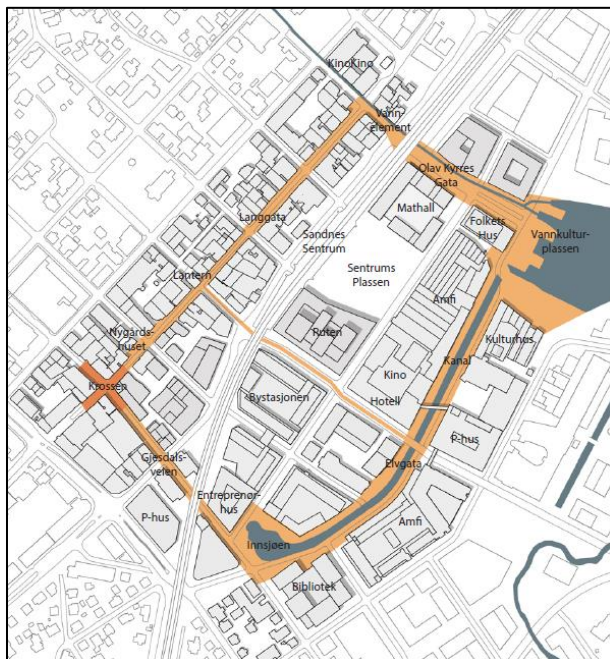 KinoKino
Vann-
element
Olav Kyrres
Gata
Mathall
Langgata
Sandnes
Sentrum
Folkets
Hus
Vannkultur-
plassen
Sentrums
Plassen
Lantern
Amfi
Nygårds-
huset
Ruten
Kulturhus
Kanal
Krossen
Kino
Hotell
Bystasjonen
P-hus
Gjesdals-
veien
Elvgata
Entreprenør-
hus
P-hus
Amfi
Innsjøen
Bibliotek